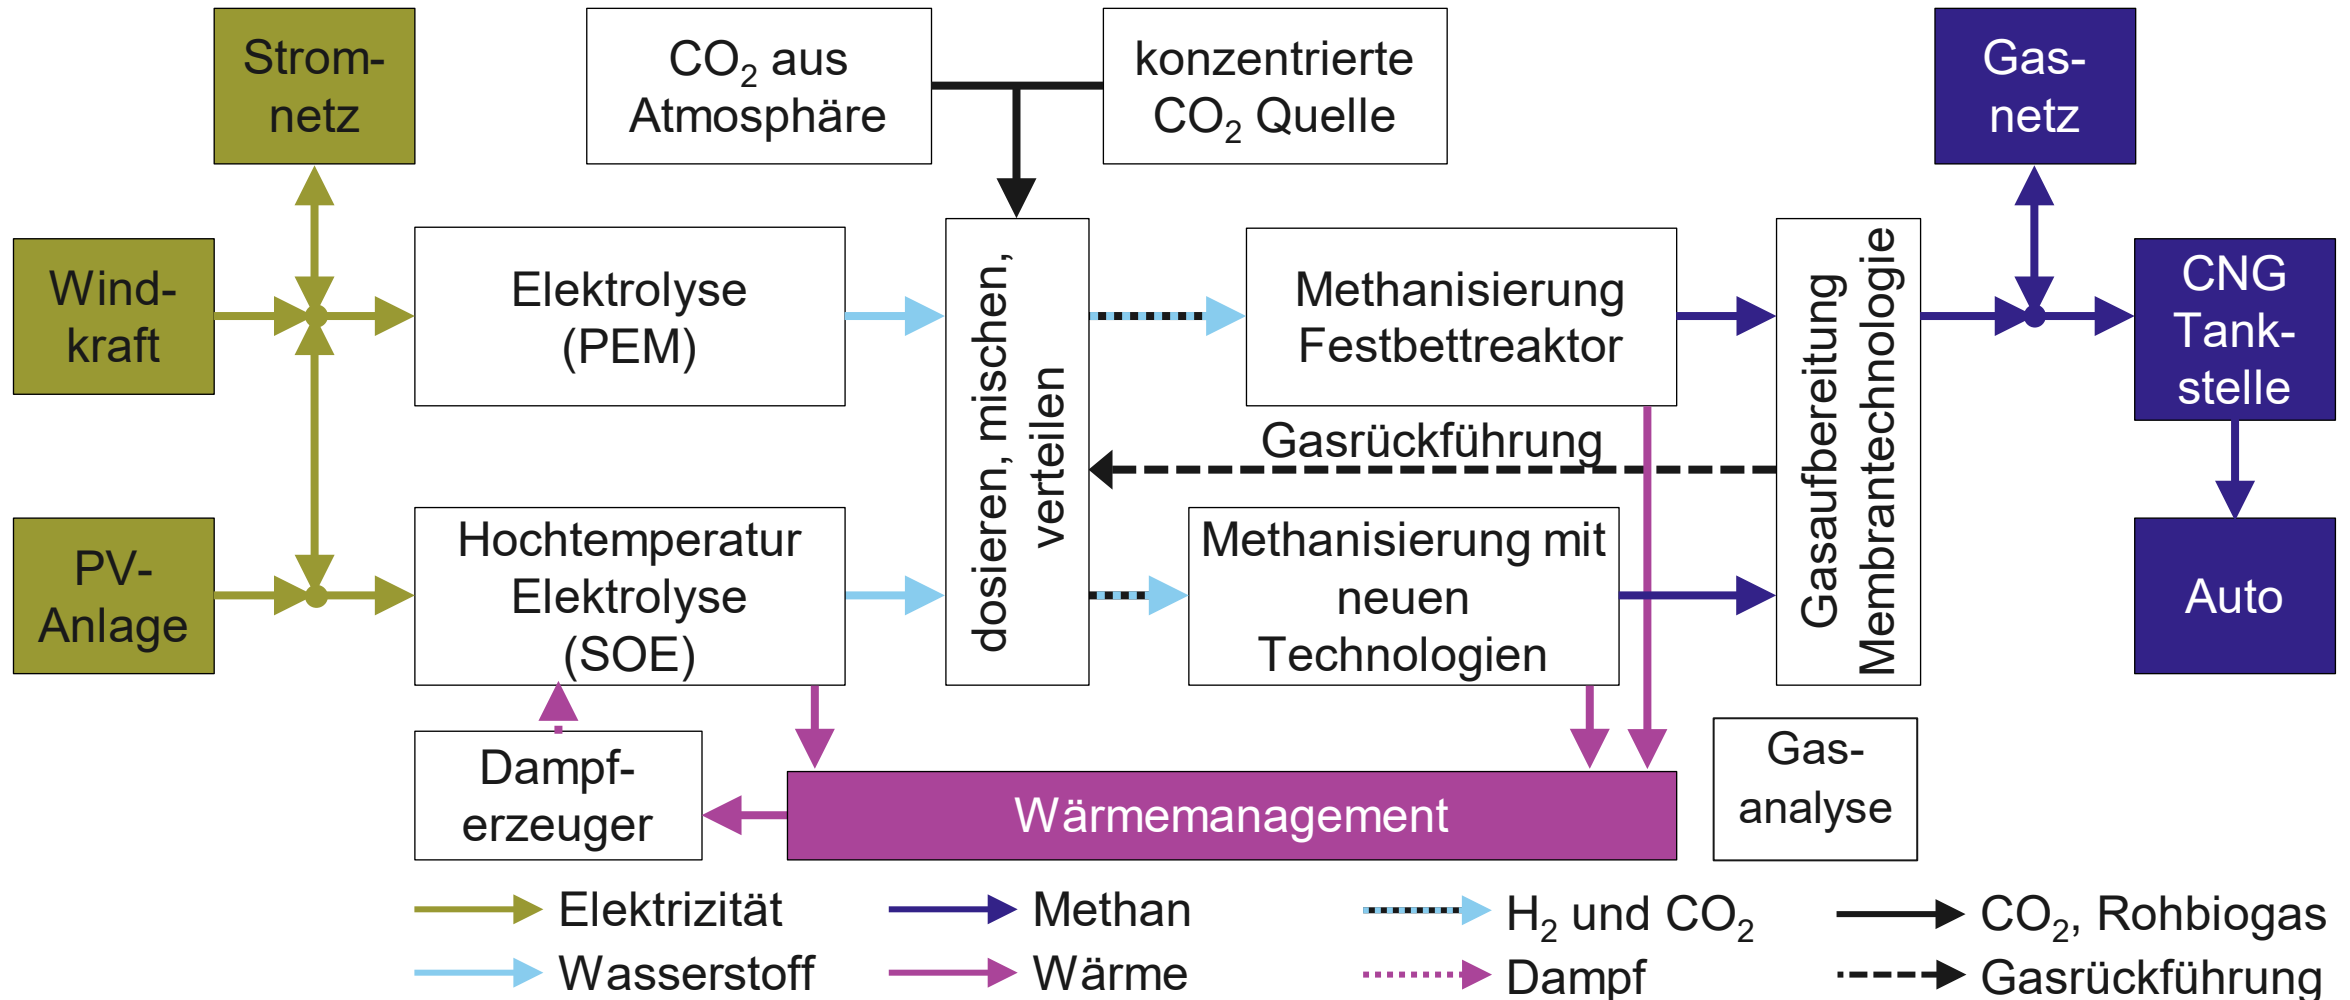 Strom-
netz
CO₂ aus
Atmosphäre
konzentrierte
CO₂ Quelle
Gas-
netz
Wind-
kraft
Elektrolyse
(PEM)
dosieren, mischen,
verteilen
Methanisierung
Festbettreaktor
Gasaufbereitung
Membrantechnologie
CNG
Tank-
stelle
Gasrückführung
PV-
Anlage
Hochtemperatur
Elektrolyse
(SOE)
Methanisierung mit
neuen
Technologien
Auto
Dampf-
erzeuger
Wärmemanagement
Gas-
analyse
Elektrizität
Methan
H₂ und CO₂
CO₂, Rohbiogas
Wasserstoff
Wärme
Dampf
Gasrückführung